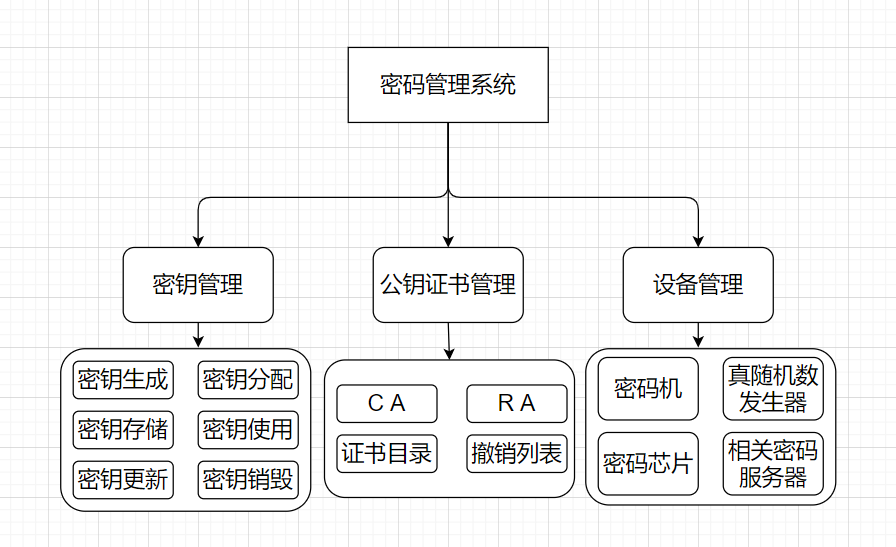 密码管理系统
密钥管理
公钥证书管理
设备管理
密钥生成
密钥分配
密钥存储
密钥使用
密钥更新
密钥销毁
C A
R A
证书目录
撤销列表
密码机
真随机数
发生器
密码芯片
相关密码
服务器